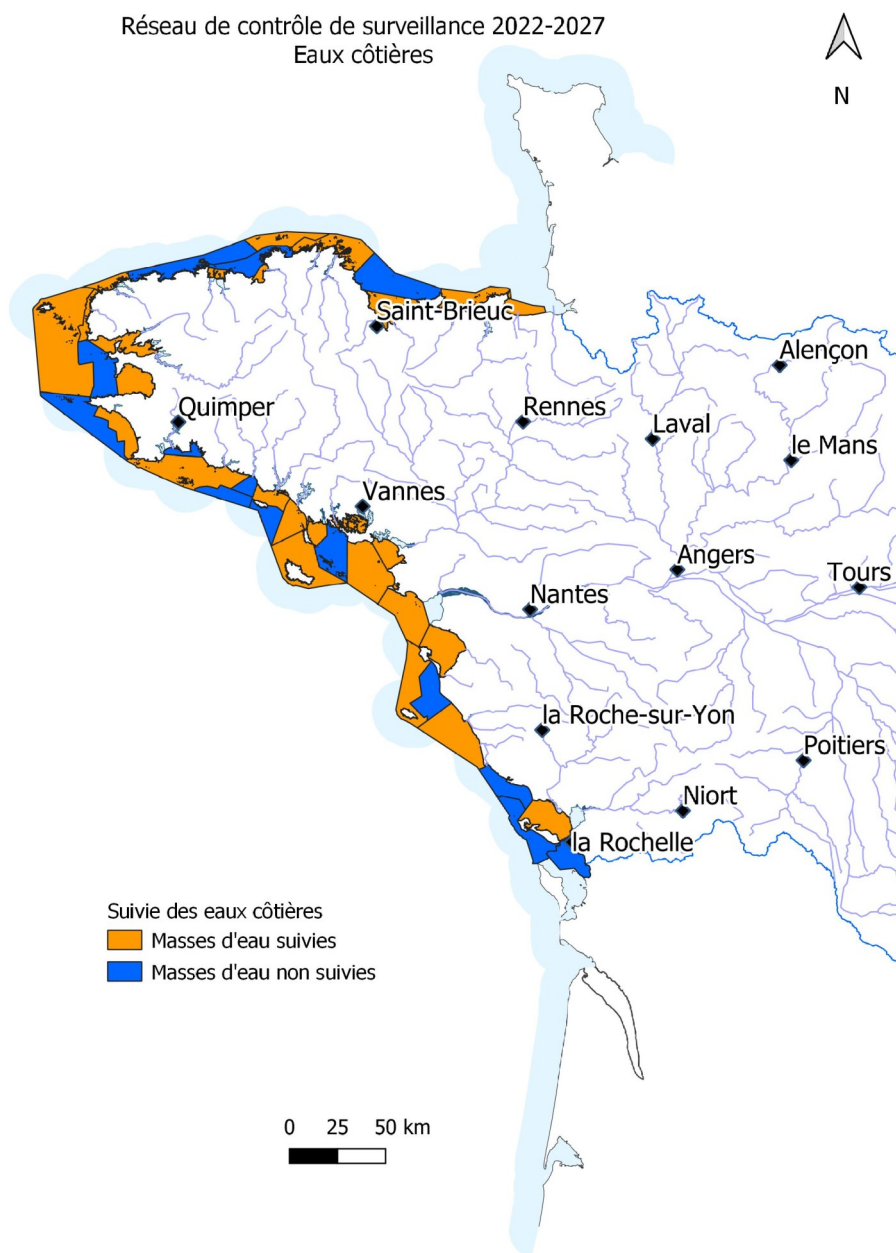 Réseau de contrôle de surveillance 2022-2027
Eaux côtières
N
Saint-Brieuc
Alençon
Quimper
Rennes
Laval
le Mans
Vannes
Angers
Tours
Nantes
la Roche-sur-Yon
Poitiers
Niort
la Rochelle
Suivie des eaux côtières
Masses d'eau suivies
Masses d'eau non suivies
0 25 50 km